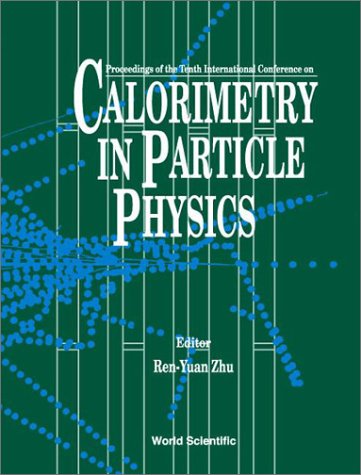 Proceedings of the Tenth International Conference on
CALORIMETRY
IN PARTICLE
PHYSICS
Editor
Ren-Yuan Zhu
World Scientific